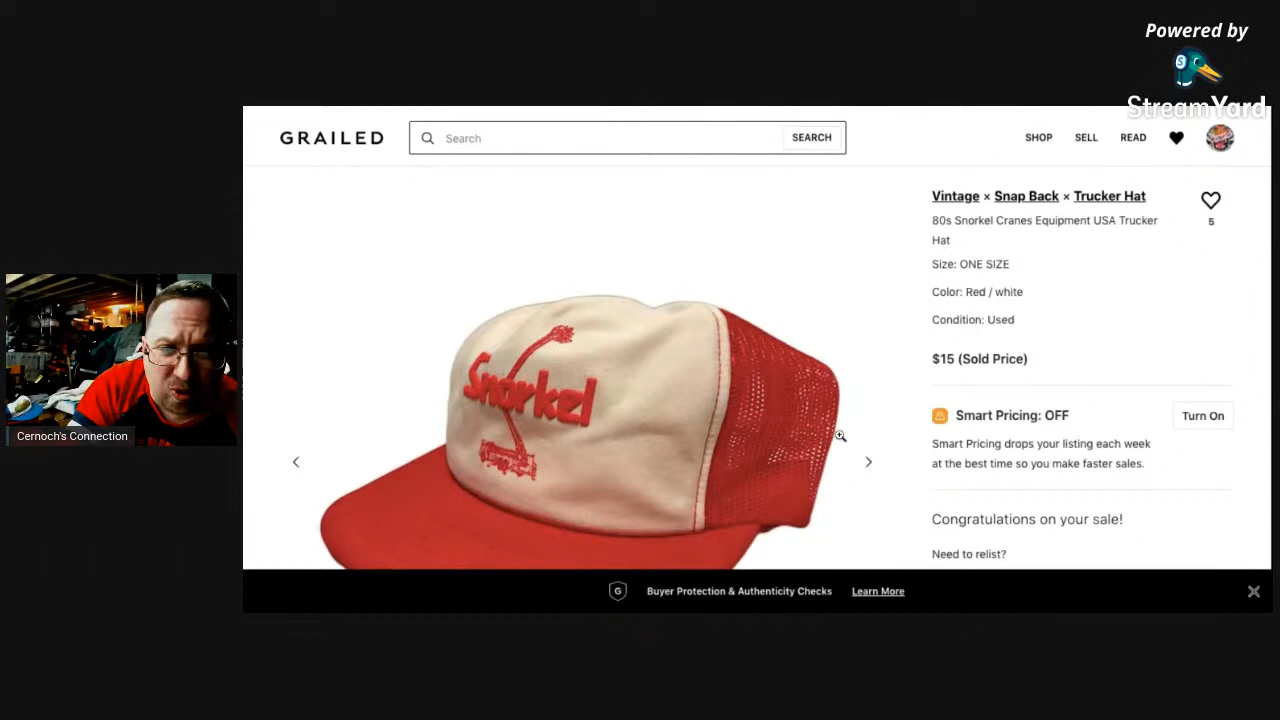 Powered by
StreamYard
GRAILED
Search
SEARCH
SHOP
SELL
READ
Vintage × Snap Back × Trucker Hat
5
80s Snorkel Cranes Equipment USA Trucker
Hat
Size: ONE SIZE
Color: Red / white
Condition: Used
$15 (Sold Price)
Smart Pricing: OFF
Turn On
Smart Pricing drops your listing each week
at the best time so you make faster sales.
Congratulations on your sale!
Need to relist?
Snorkel
Cernoch's Connection
G
Buyer Protection & Authenticity Checks
Learn More